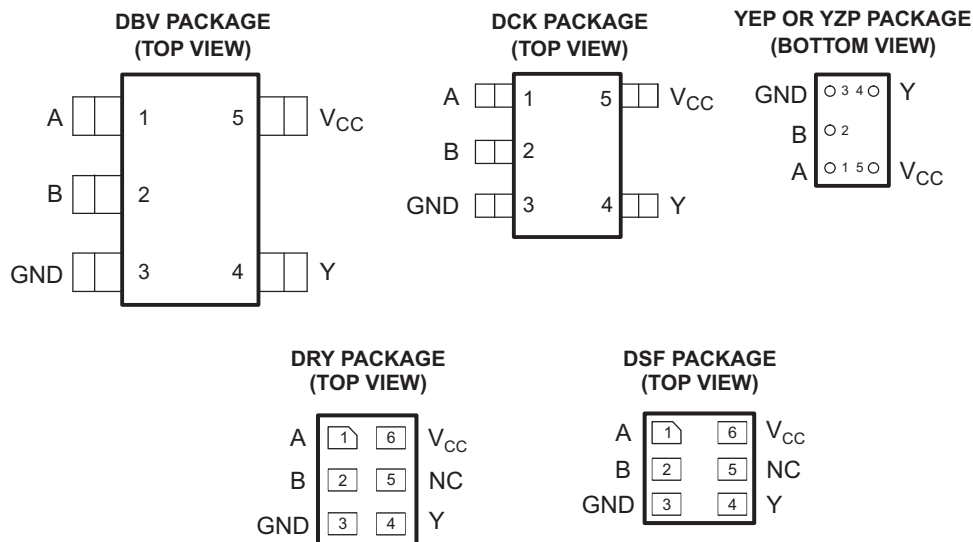 DBV PACKAGE
(TOP VIEW)
A 1 5 VCC
B 2
GND 3 4 Y
DCK PACKAGE
(TOP VIEW)
A 1 5 VCC
B 2
GND 3 4 Y
YEP OR YZP PACKAGE
(BOTTOM VIEW)
GND 3 4 Y
B 2
A 1 5 VCC
DRY PACKAGE
(TOP VIEW)
A 1 6 VCC
B 2 5 NC
GND 3 4 Y
DSF PACKAGE
(TOP VIEW)
A 1 6 VCC
B 2 5 NC
GND 3 4 Y